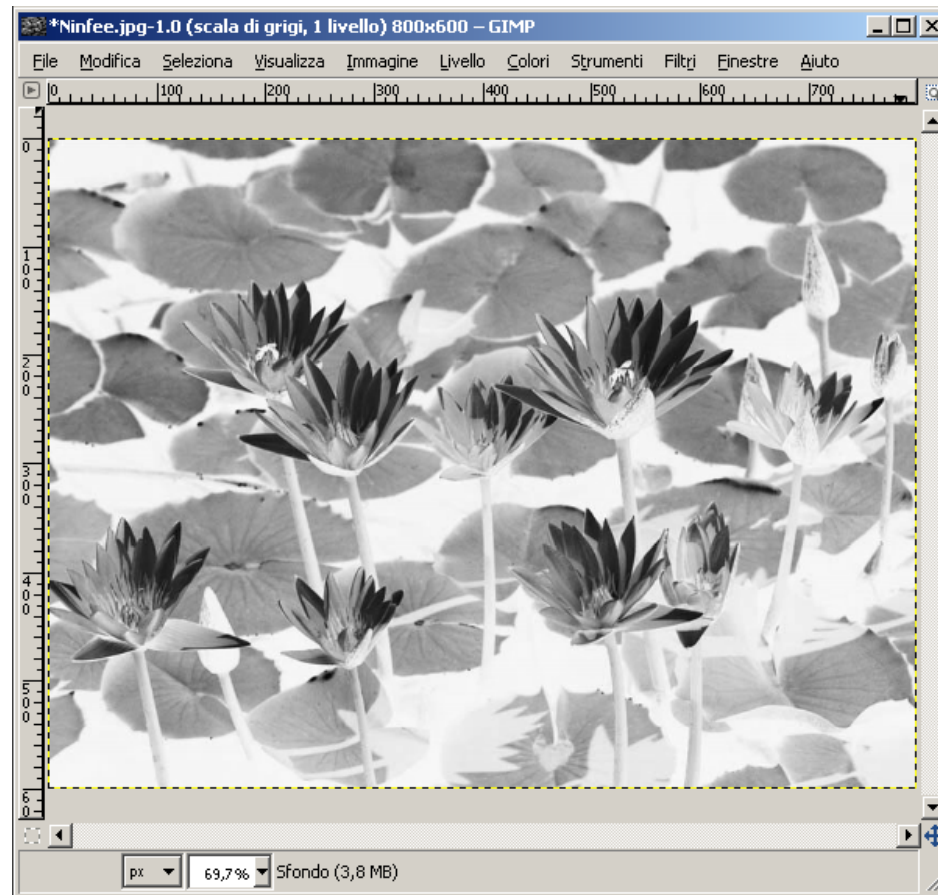 *Ninfee.jpg-1.0 (scala di grigi, 1 livello) 800x600 – GIMP
File Modifica Seleziona Visualizza Immagine Livello Colori Strumenti Filtri Finestre Aiuto
0 100 200 300 400 500 600 700
0
100
200
300
400
500
60
px 69,7% Sfondo (3,8 MB)